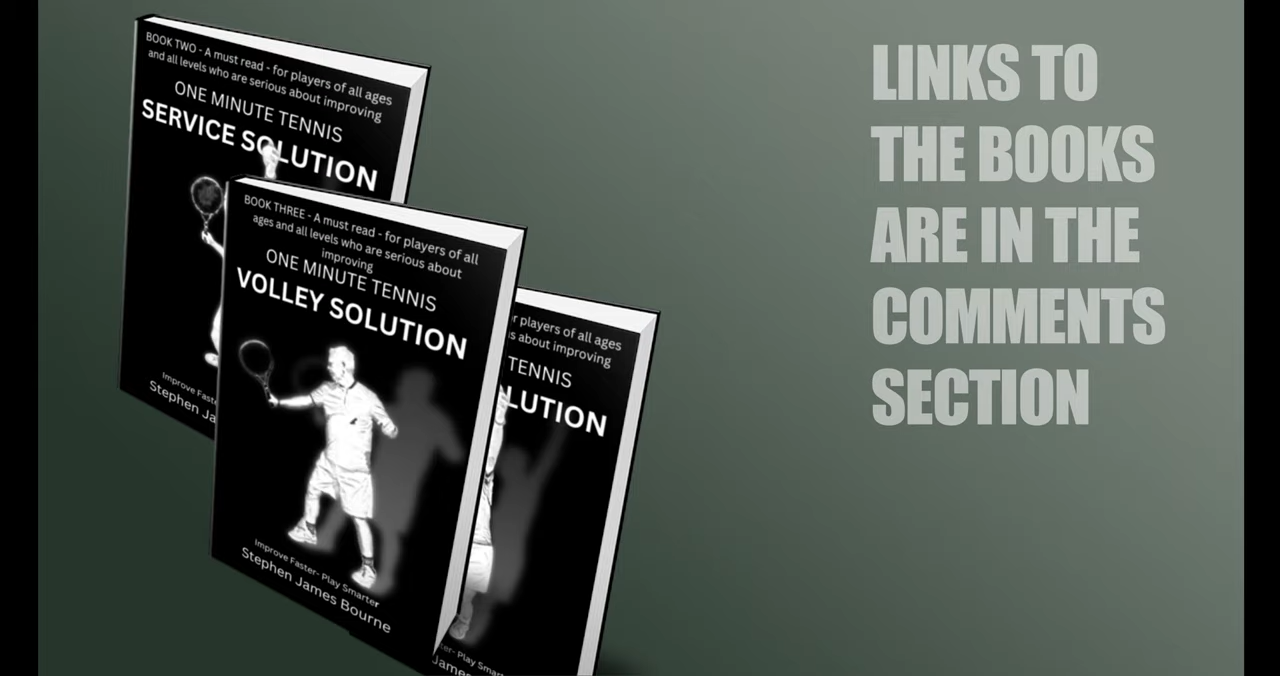 BOOK TWO - A must read - for players of all ages
and all levels who are serious about improving
ONE MINUTE TENNIS
SERVICE SOLUTION
Improve Fast
Stephen Ja
BOOK THREE - A must read - for players of all
ages and all levels who are serious about
improving
ONE MINUTE TENNIS
VOLLEY SOLUTION
Improve Faster- Play Smarter
Stephen James Bourne
or players of all ages
s about improving
TENNIS
LUTION
ter- Play Smar
James
LINKS TO
THE BOOKS
ARE IN THE
COMMENTS
SECTION